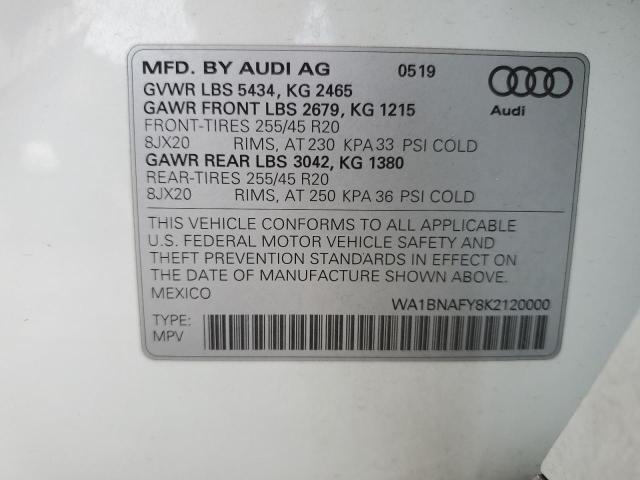 MFD. BY AUDI AG 0519
GVWR LBS 5434, KG 2465
GAWR FRONT LBS 2679, KG 1215
FRONT-TIRES 255/45 R20
8JX20 RIMS, AT 230 KPA 33 PSI COLD
GAWR REAR LBS 3042, KG 1380
REAR-TIRES 255/45 R20
8JX20 RIMS, AT 250 KPA 36 PSI COLD
Audi
THIS VEHICLE CONFORMS TO ALL APPLICABLE
U.S. FEDERAL MOTOR VEHICLE SAFETY AND
THEFT PREVENTION STANDARDS IN EFFECT ON
THE DATE OF MANUFACTURE SHOWN ABOVE.
MEXICO WA1BNAFY8K2120000
TYPE:
MPV